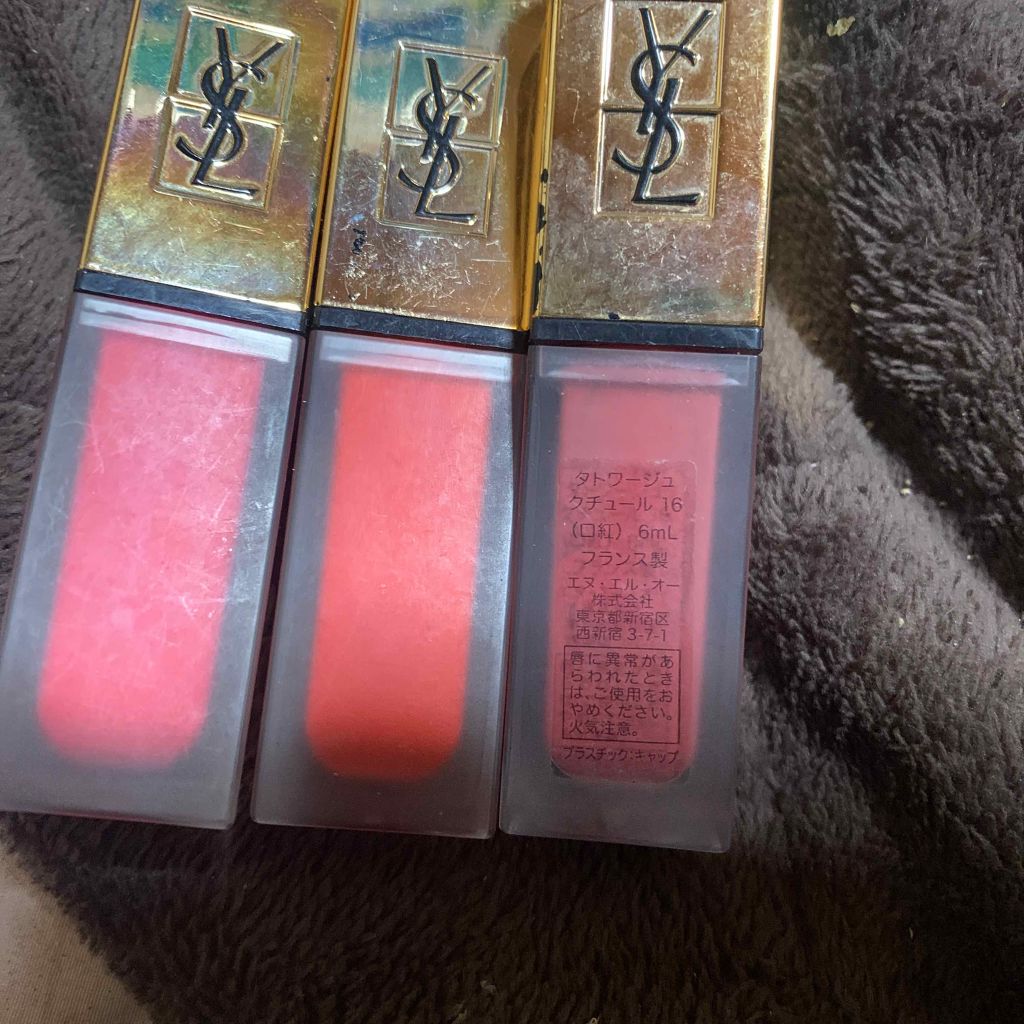 YSL
YSL
YSL
タトワージュ
クチュール 16
（口紅） 6mL
フランス製
エヌ・エル・オー
株式会社
東京都新宿区
西新宿 3-7-1
唇に異常があ
らわれたとき
は、ご使用をお
やめください。
火気注意。
プラスチック:キャップ